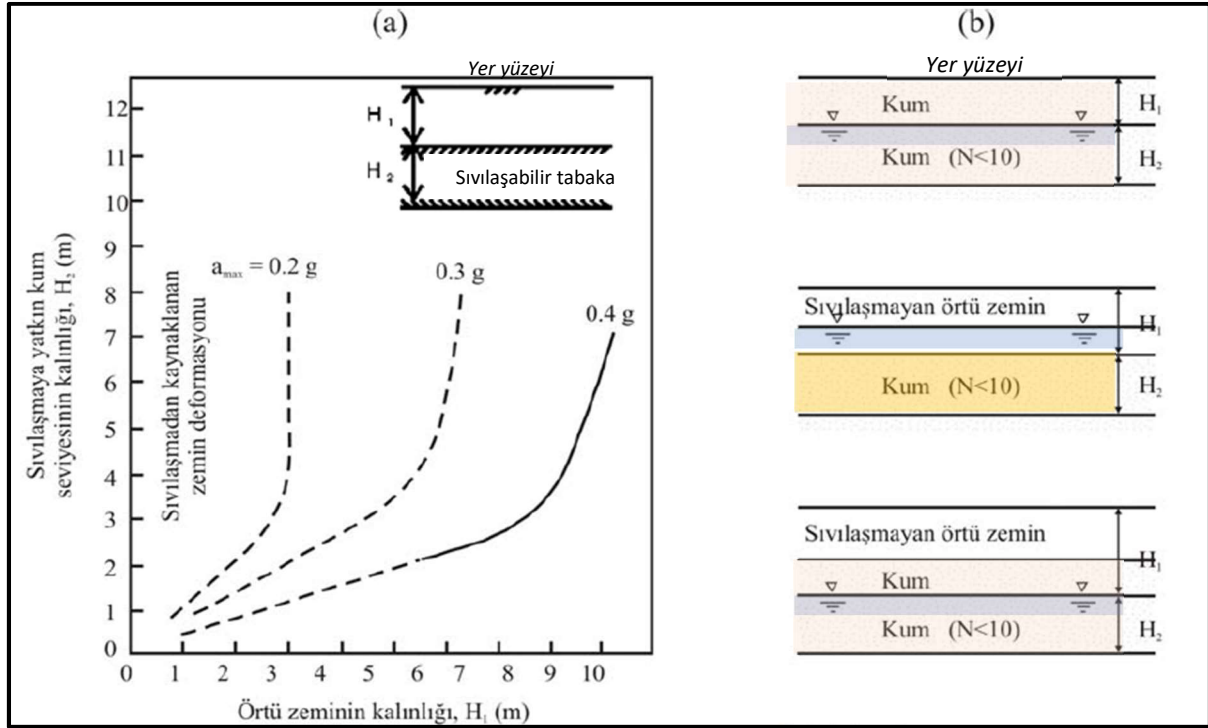 (a)
Yer yüzeyi
H₁
H₂
Sıvılaşabilir tabaka
12
11
10
9
8
7
6
5
4
3
2
1
0
Sıvılaşmaya yatkın kum
seviyesinin kalınlığı, H₂ (m)
Sıvılaşmadan kaynaklanan
zemin deformasyonu
aₘₐₓ = 0.2 g
0.3 g
0.4 g
0 1 2 3 4 5 6 7 8 9 10
Örtü zeminin kalınlığı, H₁ (m)
(b)
Yer yüzeyi
Kum
H₁
Kum (N<10)
H₂
Sıvılaşmayan örtü zemin
H₁
Kum (N<10)
H₂
Sıvılaşmayan örtü zemin
H₁
Kum
Kum (N<10)
H₂